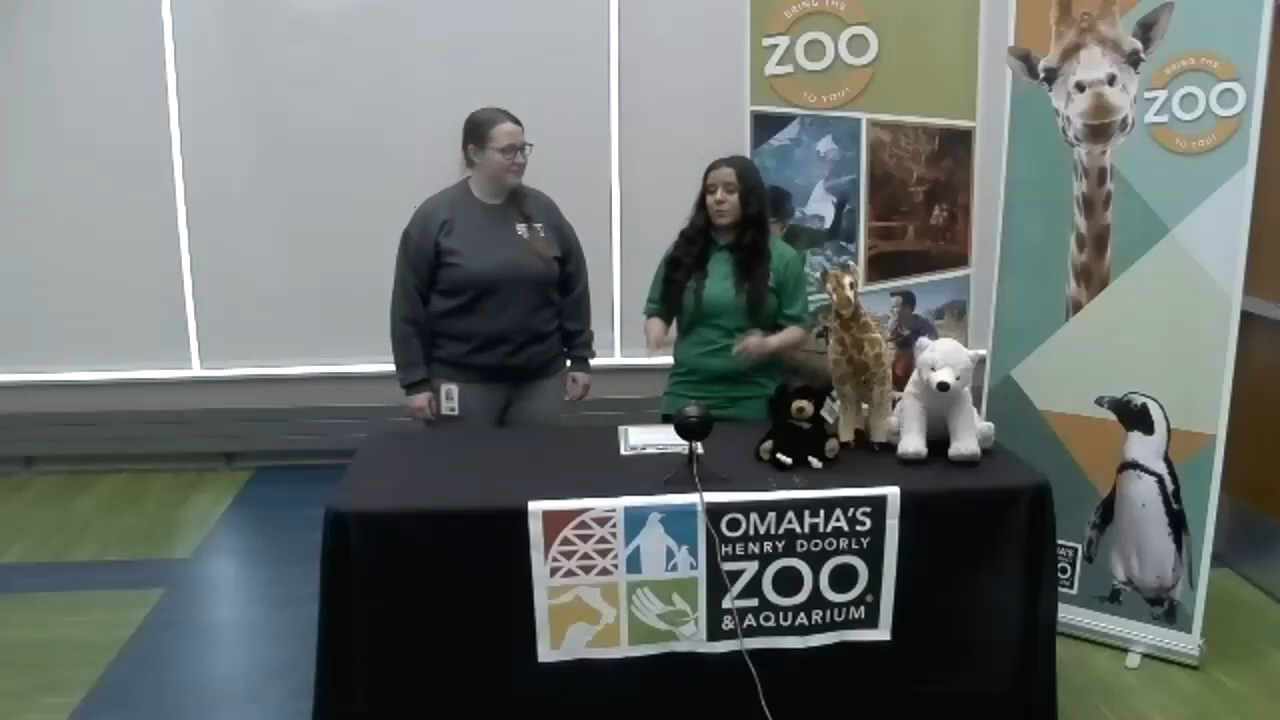 BRING THE
ZOO
TO YOU!
BRING THE
ZOO
TO YOU!
OMAHA'S
HENRY DOORLY
ZOO
& AQUARIUM